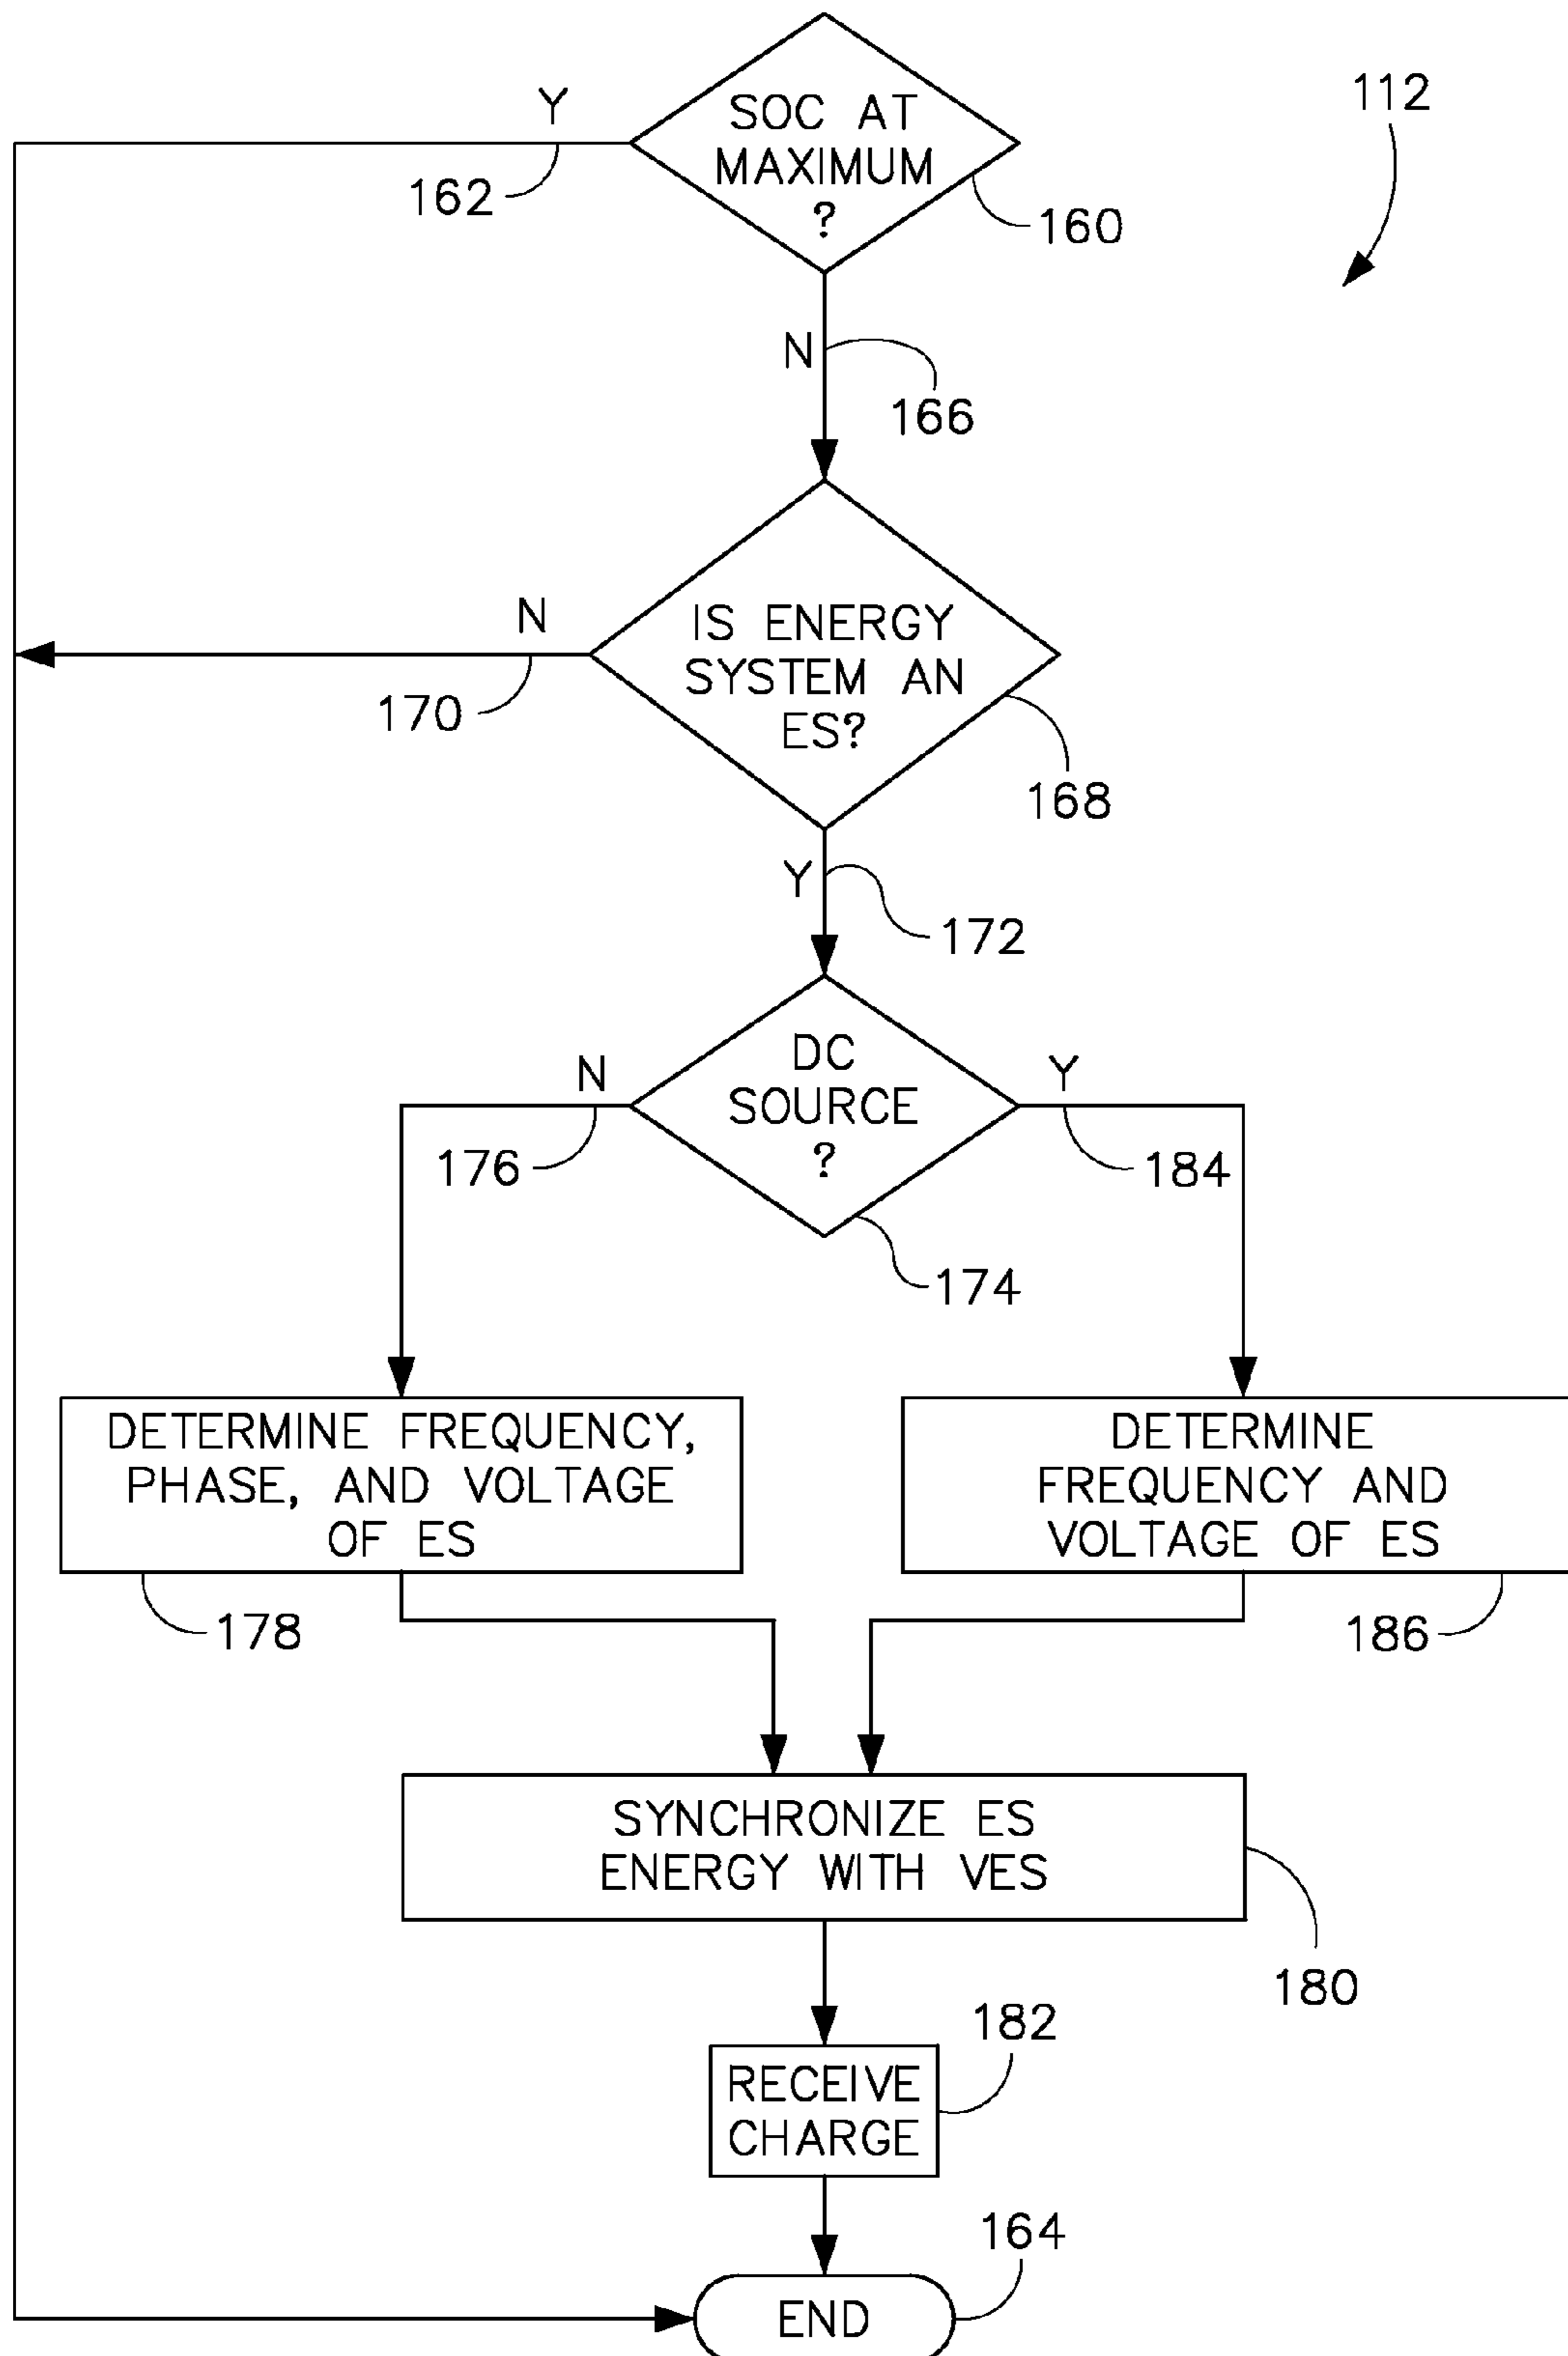 SOC AT
MAXIMUM
?
Y
162
160
112
N
166
IS ENERGY
SYSTEM AN
ES?
N
170
168
Y
172
DC
SOURCE
?
N
176
Y
184
174
DETERMINE FREQUENCY,
PHASE, AND VOLTAGE
OF ES
178
DETERMINE
FREQUENCY AND
VOLTAGE OF ES
186
SYNCHRONIZE ES
ENERGY WITH VES
180
RECEIVE
CHARGE
182
END
164